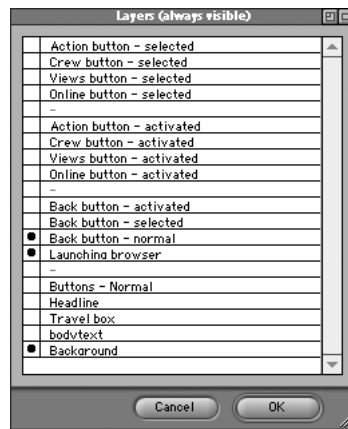 Layers (always visible)
Action button - selected
Crew button - selected
Views button - selected
Online button - selected
-
Action button - activated
Crew button - activated
Views button - activated
Online button - activated
-
Back button - activated
Back button - selected
Back button - normal
Launching browser
-
Buttons - Normal
Headline
Travel box
bodytext
Background
Cancel
OK